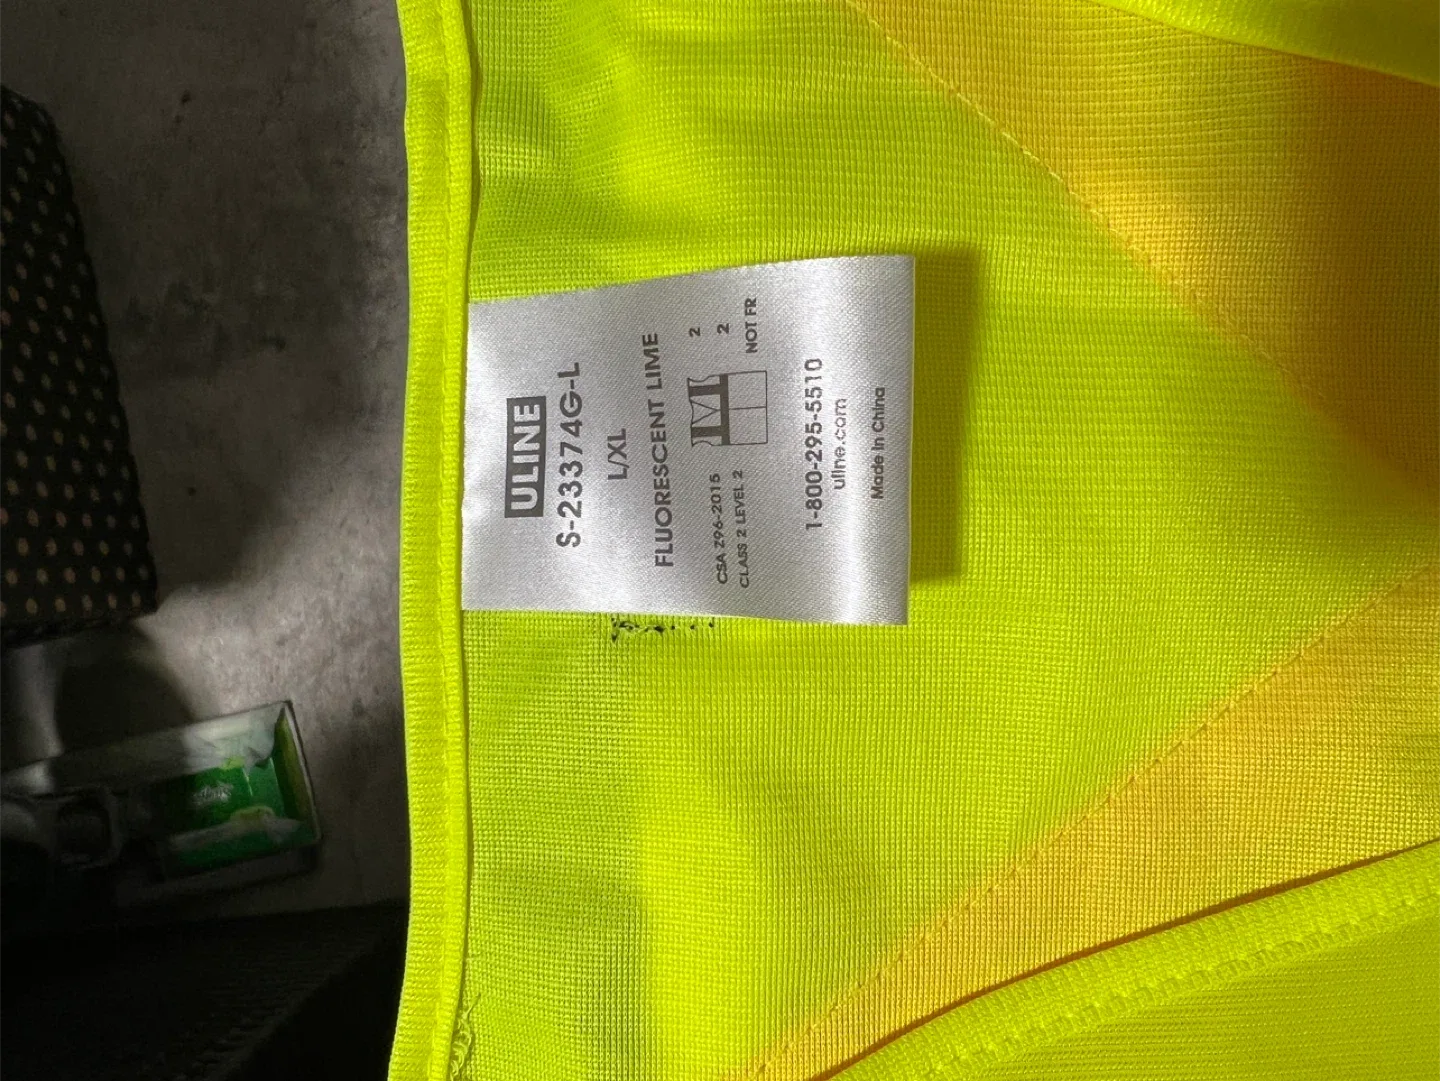 ULINE
S-23374G-L
L/XL
FLUORESCENT LIME
CSA Z96-2015
CLASS 2 LEVEL 2
2
2
NOT FR
1-800-295-5510
uline.com
Made in China